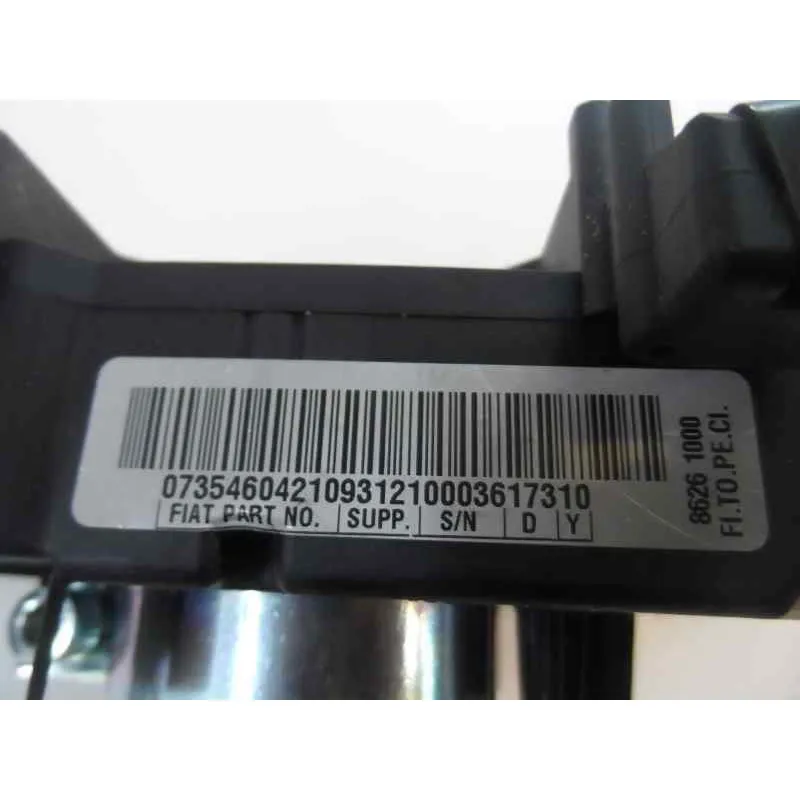 07354604210931210003617310
FIAT PART NO. SUPP. S/N D Y
8626 1000
FI.TO.PE.CI.